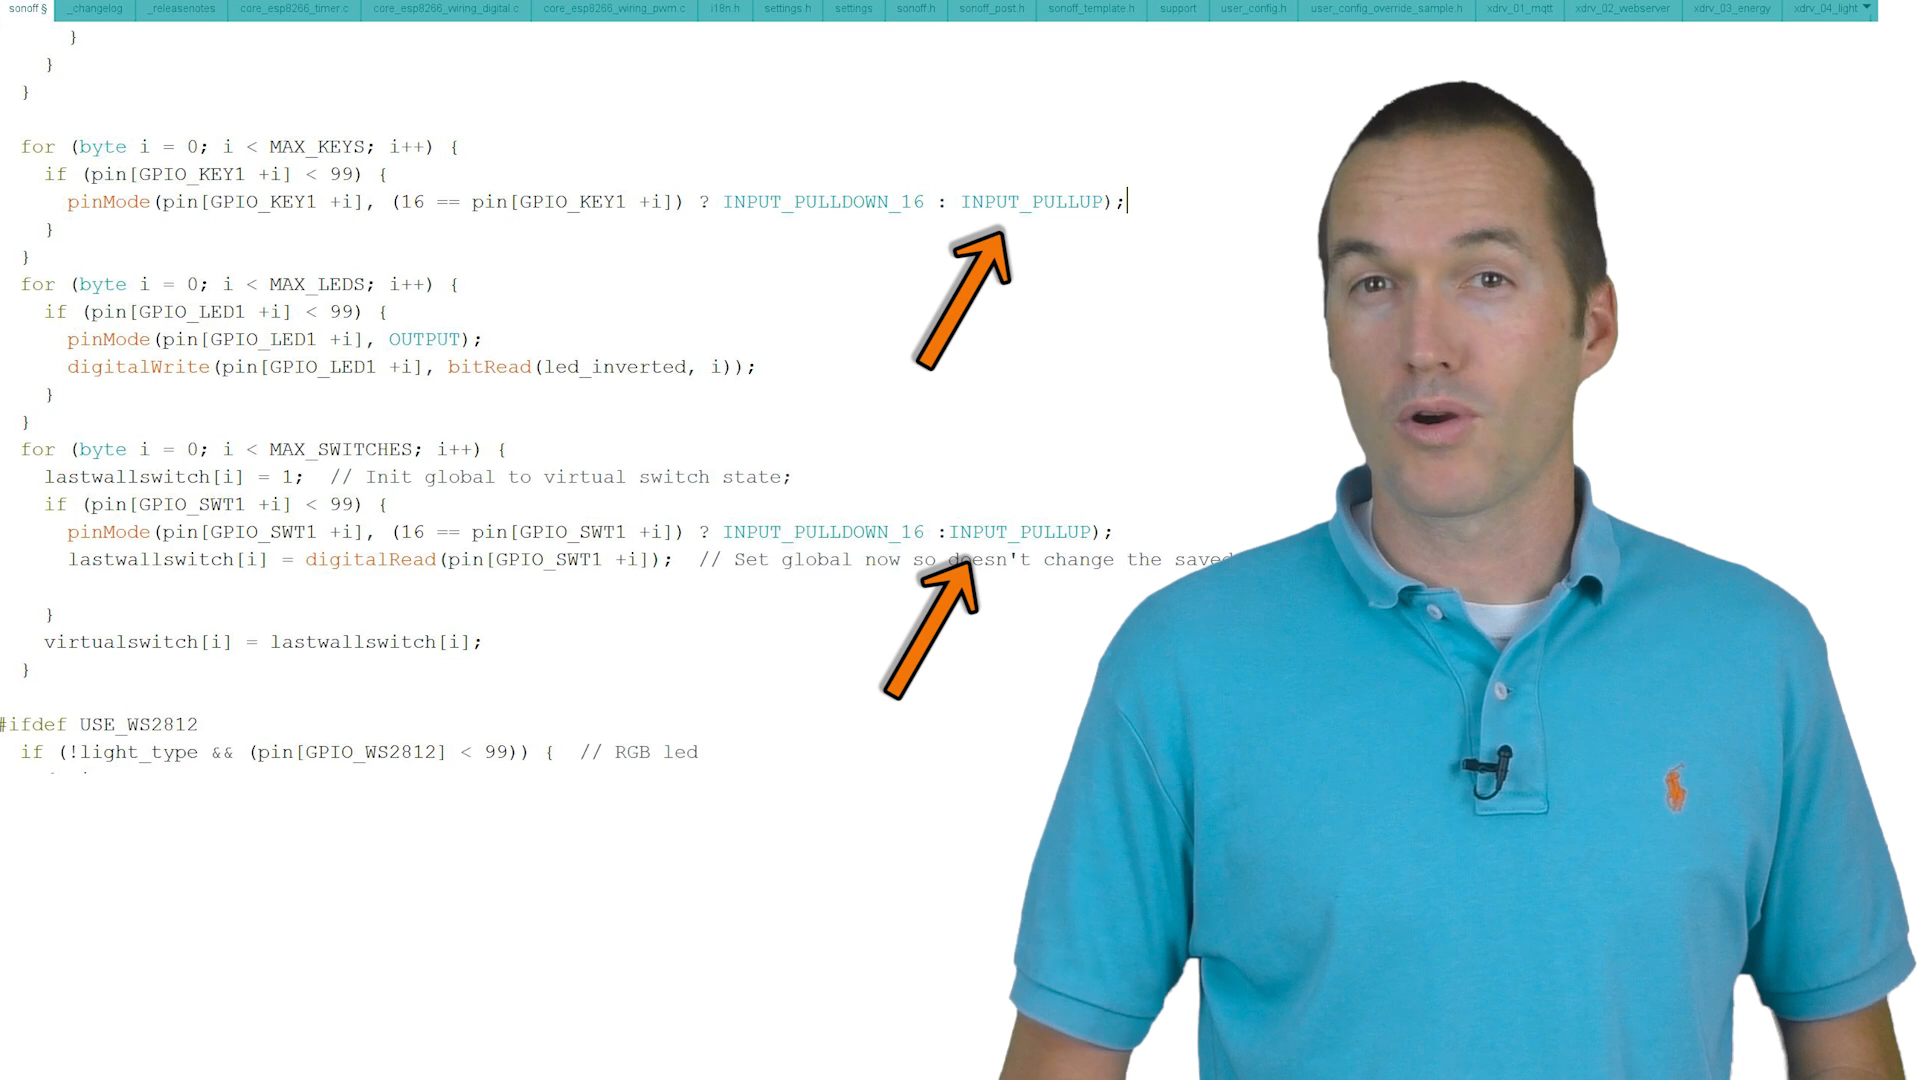 sonoff § _changelog _releasenotes core_esp8266_timer.c core_esp8266_wiring_digital.c core_esp8266_wiring_pwm.c i18n.h settings.h settings sonoff.h sonoff_post.h sonoff_template.h support user_config.h user_config_override_sample.h xdrv_01_mqtt xdrv_02_webserver xdrv_03_energy xdrv_04_light
}
}
}
for (byte i = 0; i < MAX_KEYS; i++) {
if (pin[GPIO_KEY1 +i] < 99) {
pinMode(pin[GPIO_KEY1 +i], (16 == pin[GPIO_KEY1 +i]) ? INPUT_PULLDOWN_16 : INPUT_PULLUP);
}
}
for (byte i = 0; i < MAX_LEDS; i++) {
if (pin[GPIO_LED1 +i] < 99) {
pinMode(pin[GPIO_LED1 +i], OUTPUT);
digitalWrite(pin[GPIO_LED1 +i], bitRead(led_inverted, i));
}
}
for (byte i = 0; i < MAX_SWITCHES; i++) {
lastwallswitch[i] = 1;  // Init global to virtual switch state;
if (pin[GPIO_SWT1 +i] < 99) {
pinMode(pin[GPIO_SWT1 +i], (16 == pin[GPIO_SWT1 +i]) ? INPUT_PULLDOWN_16 :INPUT_PULLUP);
lastwallswitch[i] = digitalRead(pin[GPIO_SWT1 +i]);  // Set global now so doesn't change the saved
}
virtualswitch[i] = lastwallswitch[i];
}
#ifdef USE_WS2812
if (!light_type && (pin[GPIO_WS2812] < 99)) {  // RGB led